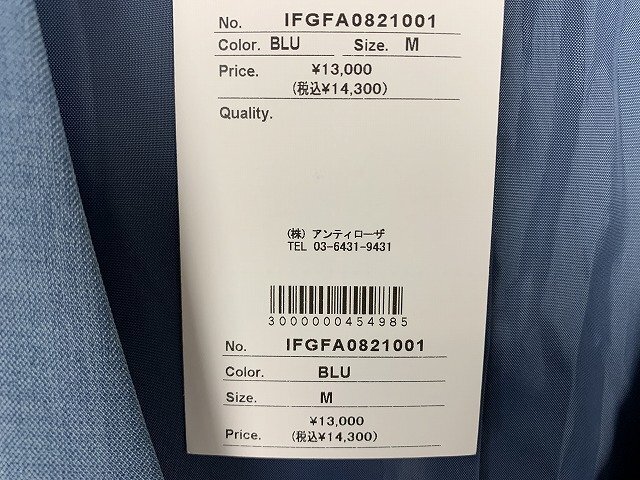 No. IFGFA0821001
Color. BLU Size. M
Price. ¥13,000
(税込¥14,300)
Quality.
(株) アンティローザ
TEL 03-6431-9431
3000000454985
No. IFGFA0821001
Color. BLU
Size. M
¥13,000
Price. (税込¥14,300)